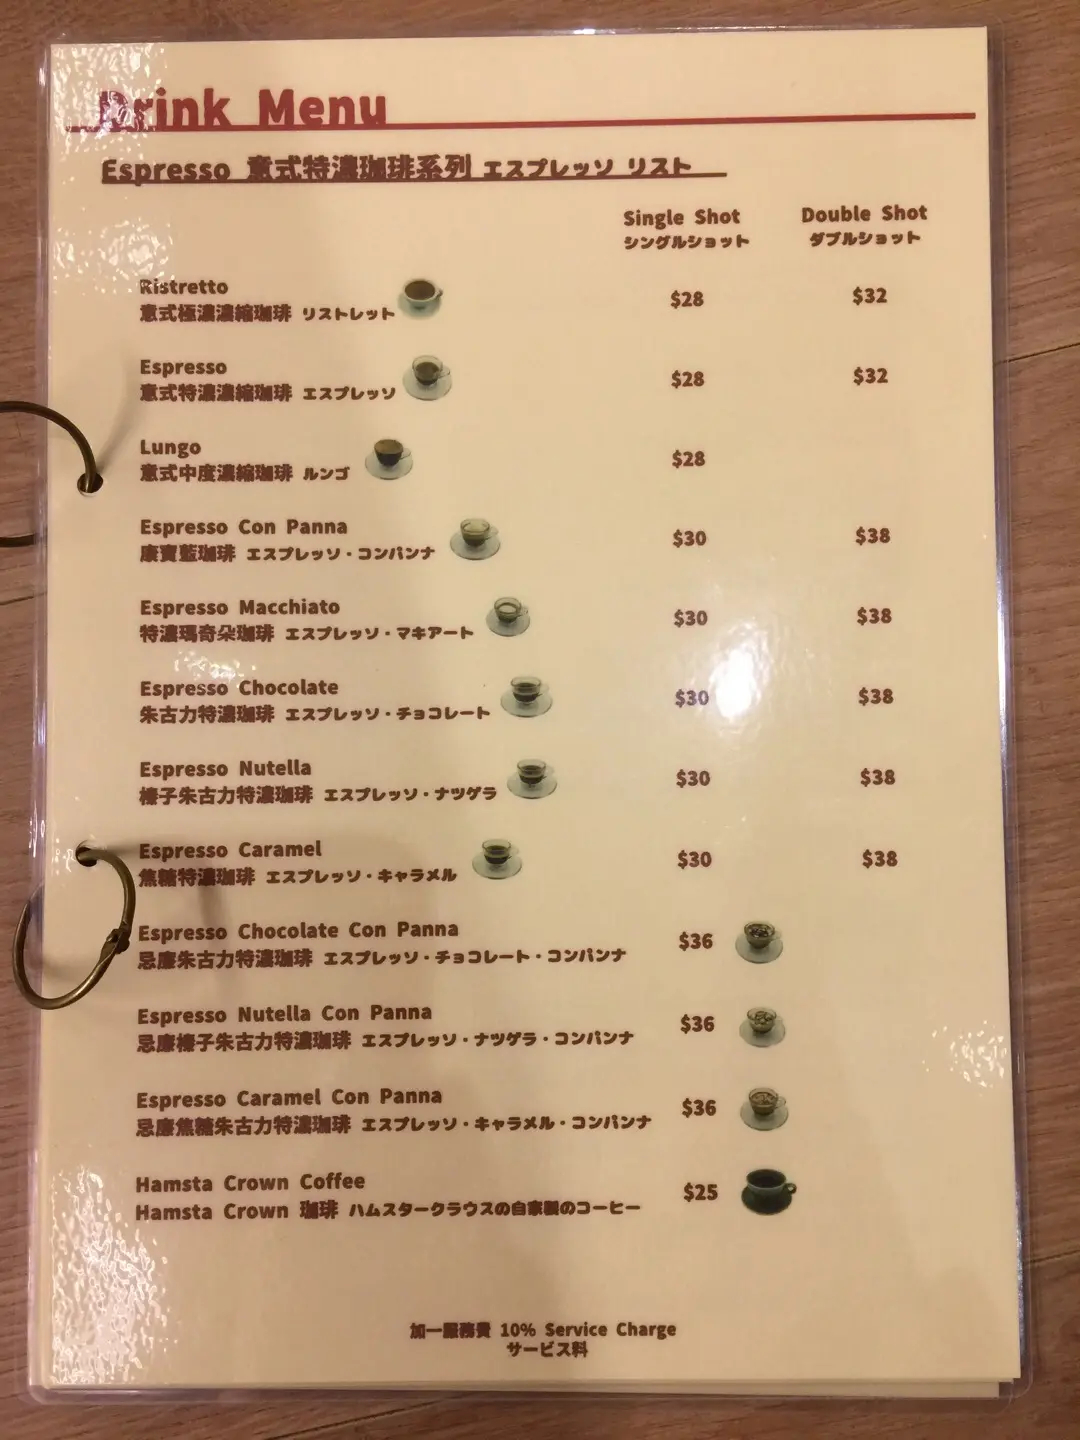 Drink Menu
Espresso 意式特濃珈琲系列 エスプレッソ リスト
Single Shot Double Shot
シングルショット ダブルショット
Ristretto
意式極濃濃縮珈琲 リストレット $28 $32
Espresso
意式特濃濃縮珈琲 エスプレッソ $28 $32
Lungo
意式中度濃縮珈琲 ルンゴ $28
Espresso Con Panna
康寶藍珈琲 エスプレッソ・コンパンナ $30 $38
Espresso Macchiato
特濃瑪奇朵珈琲 エスプレッソ・マキアート $30 $38
Espresso Chocolate
朱古力特濃珈琲 エスプレッソ・チョコレート $30 $38
Espresso Nutella
榛子朱古力特濃珈琲 エスプレッソ・ナツゲラ $30 $38
Espresso Caramel
焦糖特濃珈琲 エスプレッソ・キャラメル $30 $38
Espresso Chocolate Con Panna
忌廉朱古力特濃珈琲 エスプレッソ・チョコレート・コンパンナ $36
Espresso Nutella Con Panna
忌廉榛子朱古力特濃珈琲 エスプレッソ・ナツゲラ・コンパンナ $36
Espresso Caramel Con Panna
忌廉焦糖朱古力特濃珈琲 エスプレッソ・キャラメル・コンパンナ $36
Hamsta Crown Coffee
Hamsta Crown 珈琲 ハムスタークラウスの自家製のコーヒー $25
加一服務費 10% Service Charge
サービス料